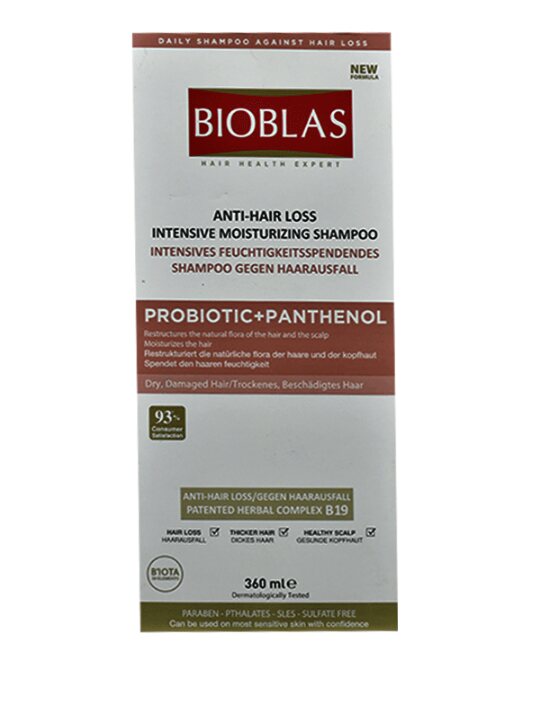 DAILY SHAMPOO AGAINST HAIR LOSS
NEW
FORMULA
BIOBLAS
HAIR HEALTH EXPERT
ANTI-HAIR LOSS
INTENSIVE MOISTURIZING SHAMPOO
INTENSIVES FEUCHTIGKEITSSPENDENDES
SHAMPOO GEGEN HAARAUSFALL
PROBIOTIC+PANTHENOL
Restructures the natural flora of the hair and the scalp
Moisturizes the hair
Restrukturiert die natürliche flora der haare und der kopfhaut
Spendet den haaren feuchtigkeit
Dry, Damaged Hair/Trockenes, Beschädigtes Haar
93%
Consumer
Satisfaction
ANTI-HAIR LOSS/GEGEN HAARAUSFALL
PATENTED HERBAL COMPLEX B19
HAIR LOSS THICKER HAIR HEALTHY SCALP
HAARAUSFALL DICKES HAAR GESUNDE KOPFHAUT
BIOTA
360 ml e
Dermatologically Tested
PARABEN - PTHALATES - SLES - SULFATE FREE
Can be used on most sensitive skin with confidence